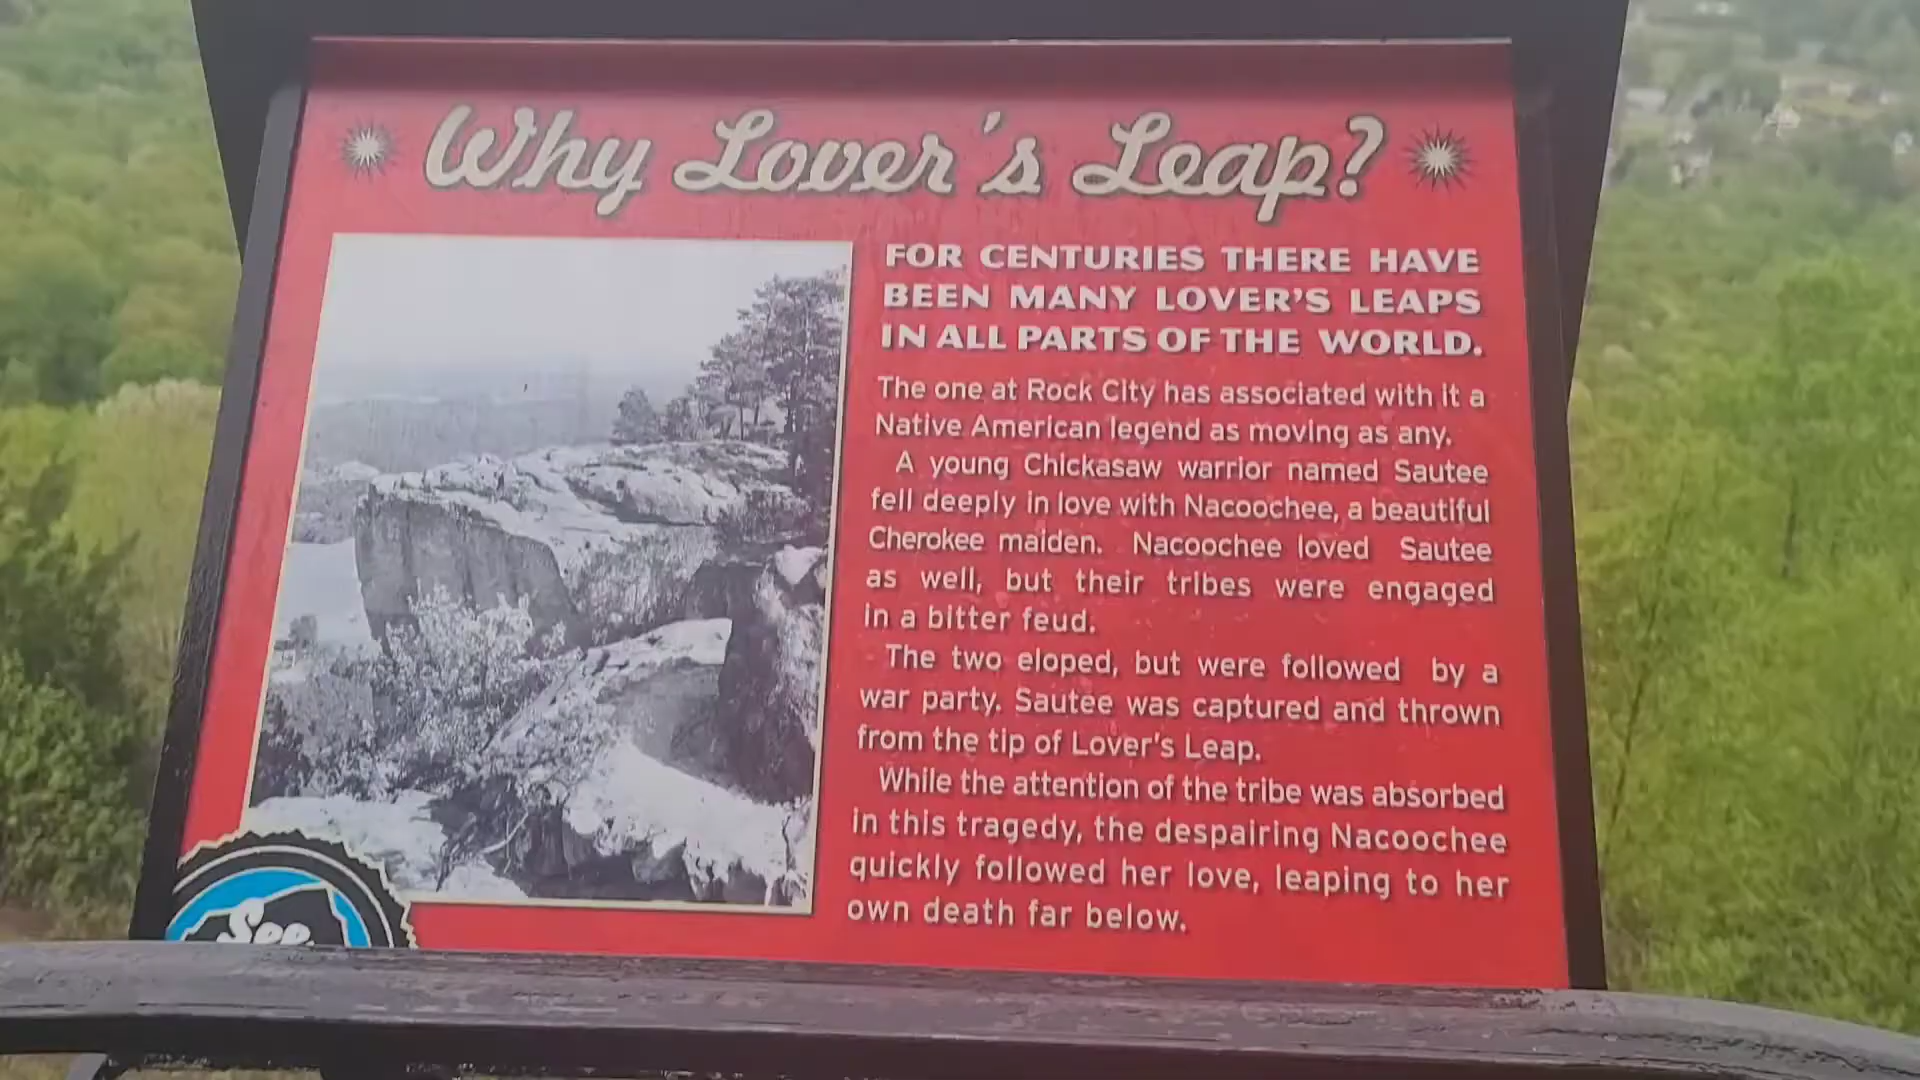 Why Lover's Leap?
FOR CENTURIES THERE HAVE
BEEN MANY LOVER'S LEAPS
IN ALL PARTS OF THE WORLD.
The one at Rock City has associated with it a
Native American legend as moving as any.
A young Chickasaw warrior named Sautee
fell deeply in love with Nacoochee, a beautiful
Cherokee maiden. Nacoochee loved Sautee
as well, but their tribes were engaged
in a bitter feud.
The two eloped, but were followed by a
war party. Sautee was captured and thrown
from the tip of Lover's Leap.
While the attention of the tribe was absorbed
in this tragedy, the despairing Nacoochee
quickly followed her love, leaping to her
own death far below.
See